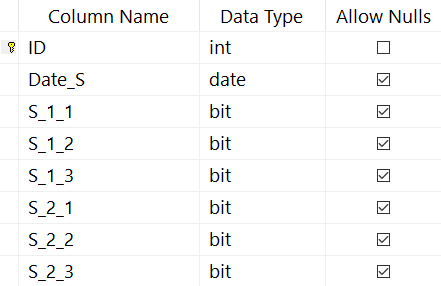 Column Name Data Type Allow Nulls
ID int
Date_S date
S_1_1 bit
S_1_2 bit
S_1_3 bit
S_2_1 bit
S_2_2 bit
S_2_3 bit